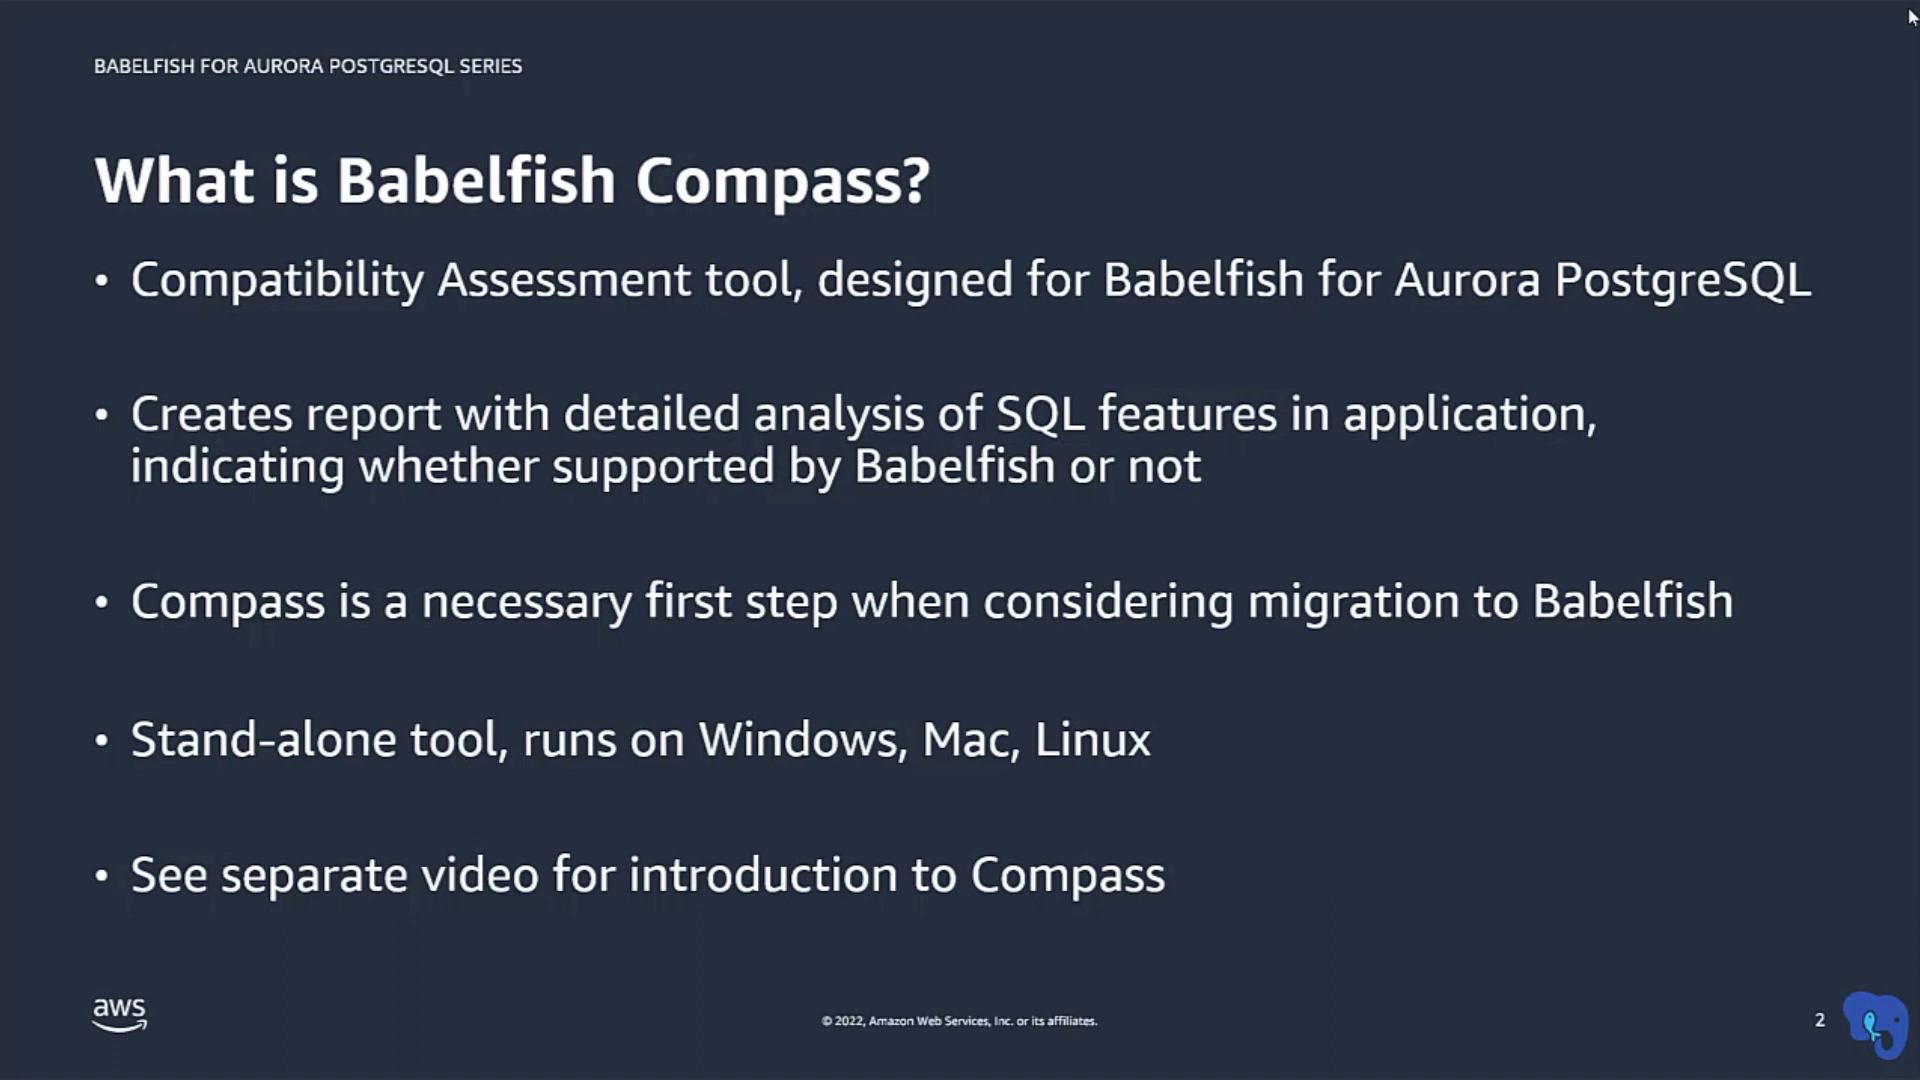 BABELFISH FOR AURORA POSTGRESQL SERIES
What is Babelfish Compass?
• Compatibility Assessment tool, designed for Babelfish for Aurora PostgreSQL
• Creates report with detailed analysis of SQL features in application,
indicating whether supported by Babelfish or not
• Compass is a necessary first step when considering migration to Babelfish
• Stand-alone tool, runs on Windows, Mac, Linux
• See separate video for introduction to Compass
aws
© 2022, Amazon Web Services, Inc. or its affiliates.
2